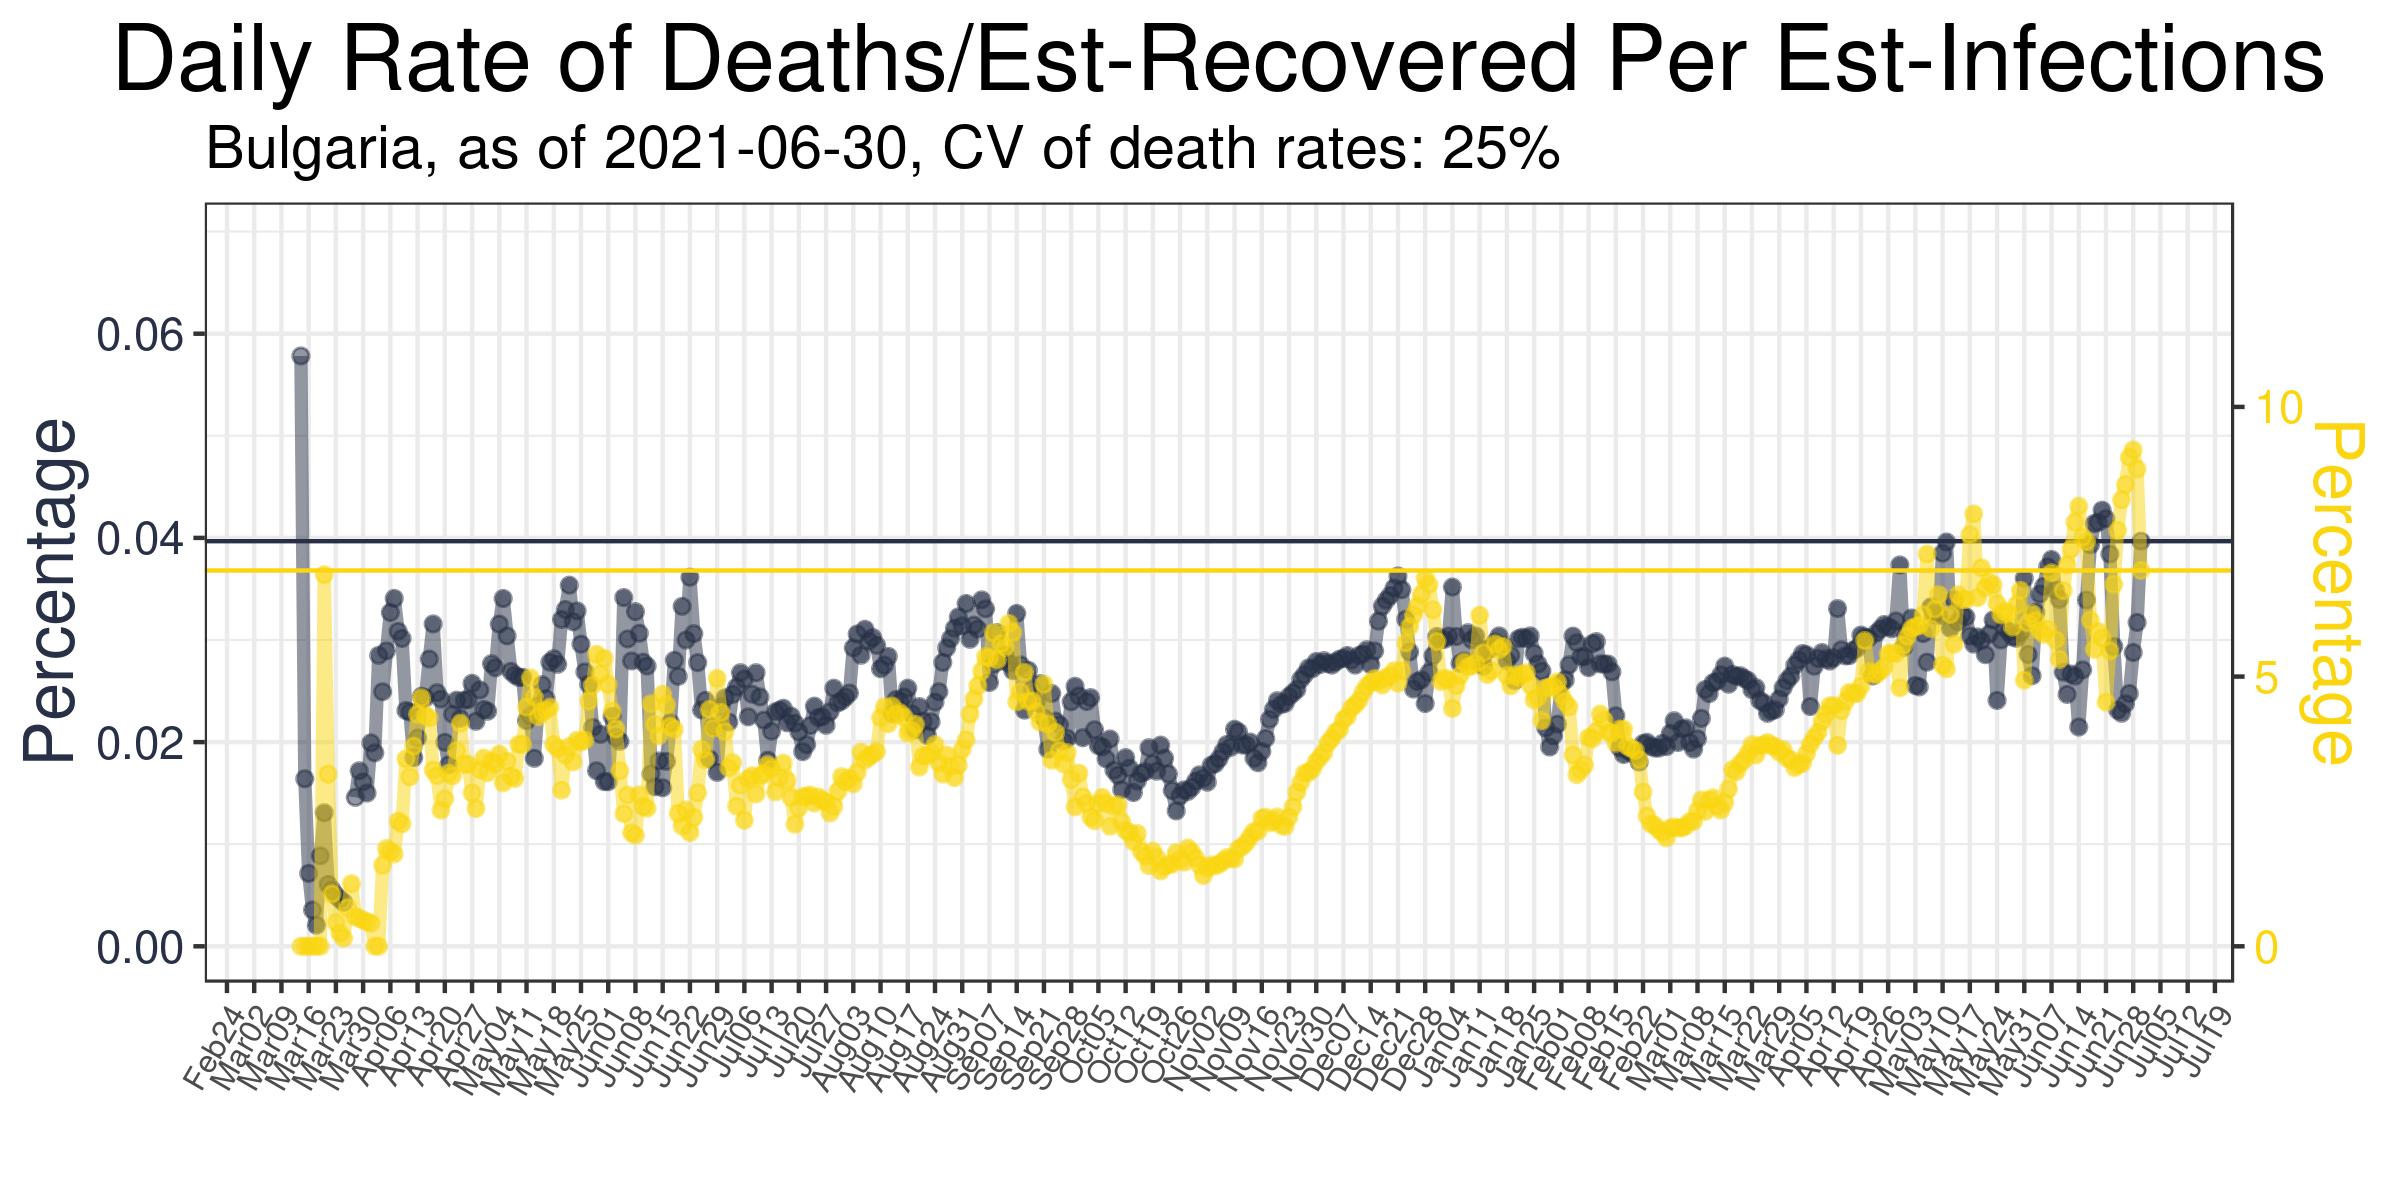 Daily Rate of Deaths/Est-Recovered Per Est-Infections
Bulgaria, as of 2021-06-30, CV of death rates: 25%
Percentage
0.06
0.04
0.02
0.00
10
5
0
Percentage
Feb24
Mar02
Mar09
Mar16
Mar23
Mar30
Apr06
Apr13
Apr20
Apr27
May04
May11
May18
May25
Jun01
Jun08
Jun15
Jun22
Jun29
Jul06
Jul13
Jul20
Jul27
Aug03
Aug10
Aug17
Aug24
Aug31
Sep07
Sep14
Sep21
Sep28
Oct05
Oct12
Oct19
Oct26
Nov02
Nov09
Nov16
Nov23
Nov30
Dec07
Dec14
Dec21
Dec28
Jan04
Jan11
Jan18
Jan25
Feb01
Feb08
Feb15
Feb22
Mar01
Mar08
Mar15
Mar22
Mar29
Apr05
Apr12
Apr19
Apr26
May03
May10
May17
May24
May31
Jun07
Jun14
Jun21
Jun28
Jul05
Jul12
Jul19